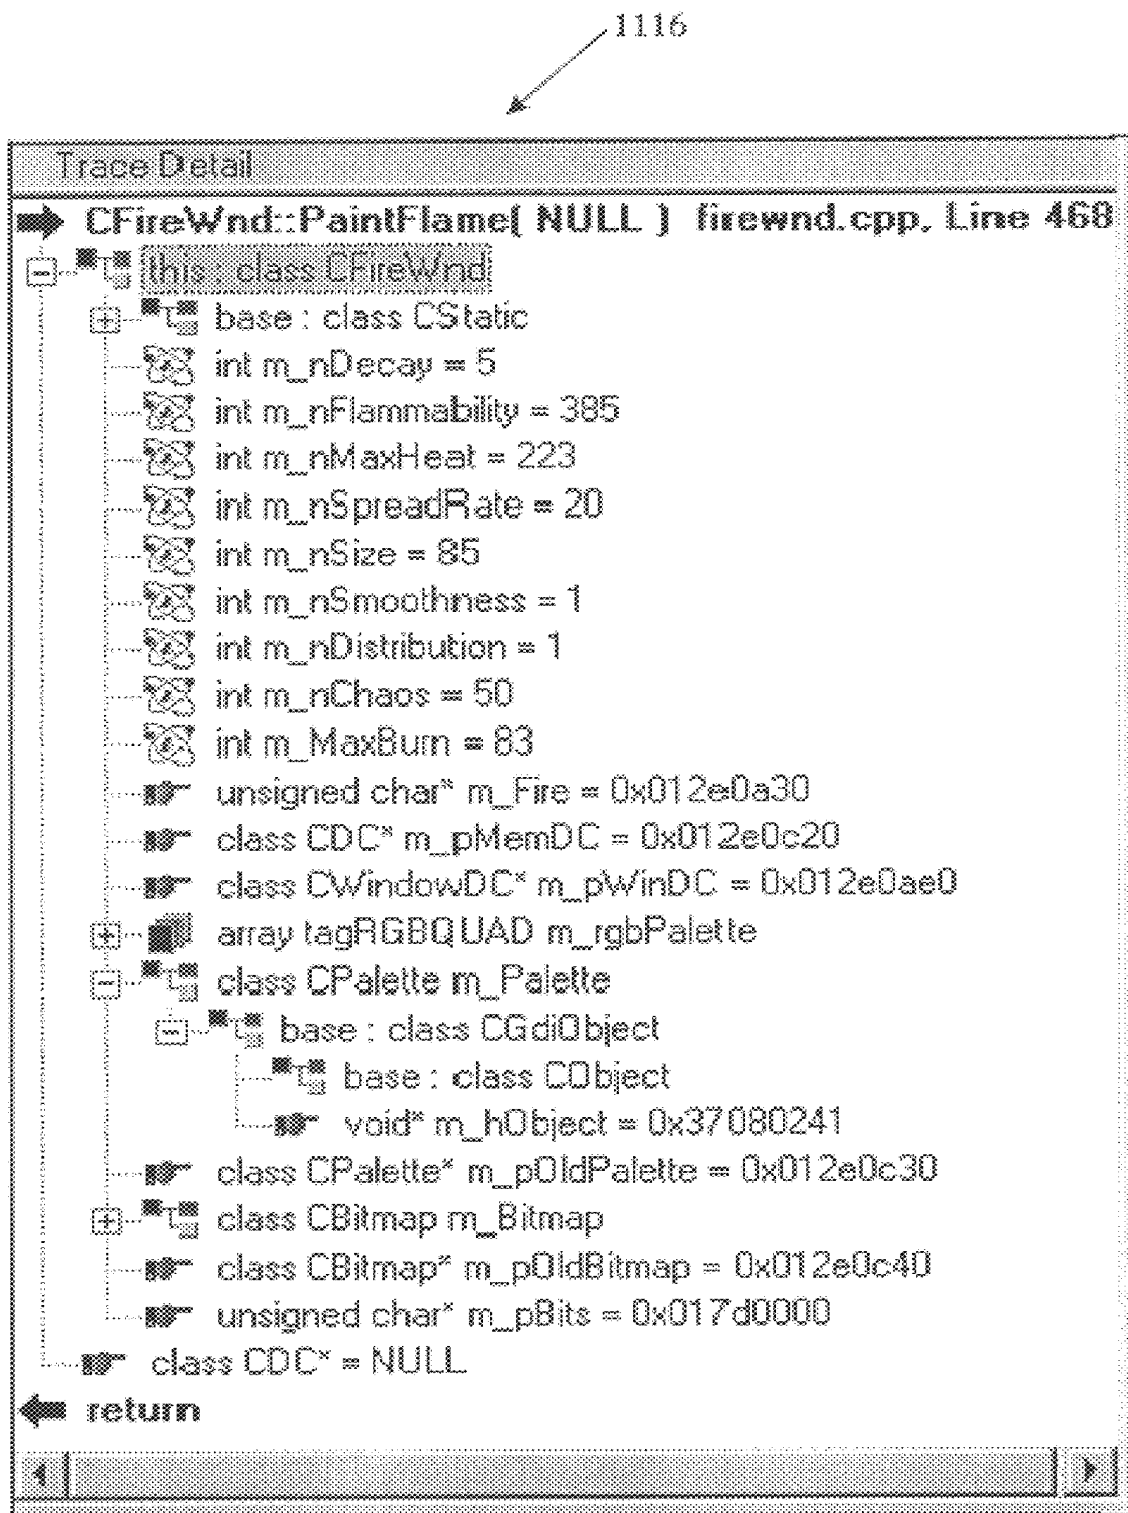 1116
Trace Detail
CFireWnd::PaintFlame( NULL ) firewnd.cpp, Line 468
this : class CFireWnd
base : class CStatic
int m_nDecay = 5
int m_nFlammability = 385
int m_nMaxHeat = 223
int m_nSpreadRate = 20
int m_nSize = 85
int m_nSmoothness = 1
int m_nDistribution = 1
int m_nChaos = 50
int m_MaxBurn = 83
unsigned char* m_Fire = 0x012e0a30
class CDC* m_pMemDC = 0x012e0c20
class CWindowDC* m_pWinDC = 0x012e0ae0
array tagRGBQUAD m_rgbPalette
class CPalette m_Palette
base : class CGdiObject
base : class CObject
void* m_hObject = 0x37080241
class CPalette* m_pOldPalette = 0x012e0c30
class CBitmap m_Bitmap
class CBitmap* m_pOldBitmap = 0x012e0c40
unsigned char* m_pBits = 0x017d0000
class CDC* = NULL
return